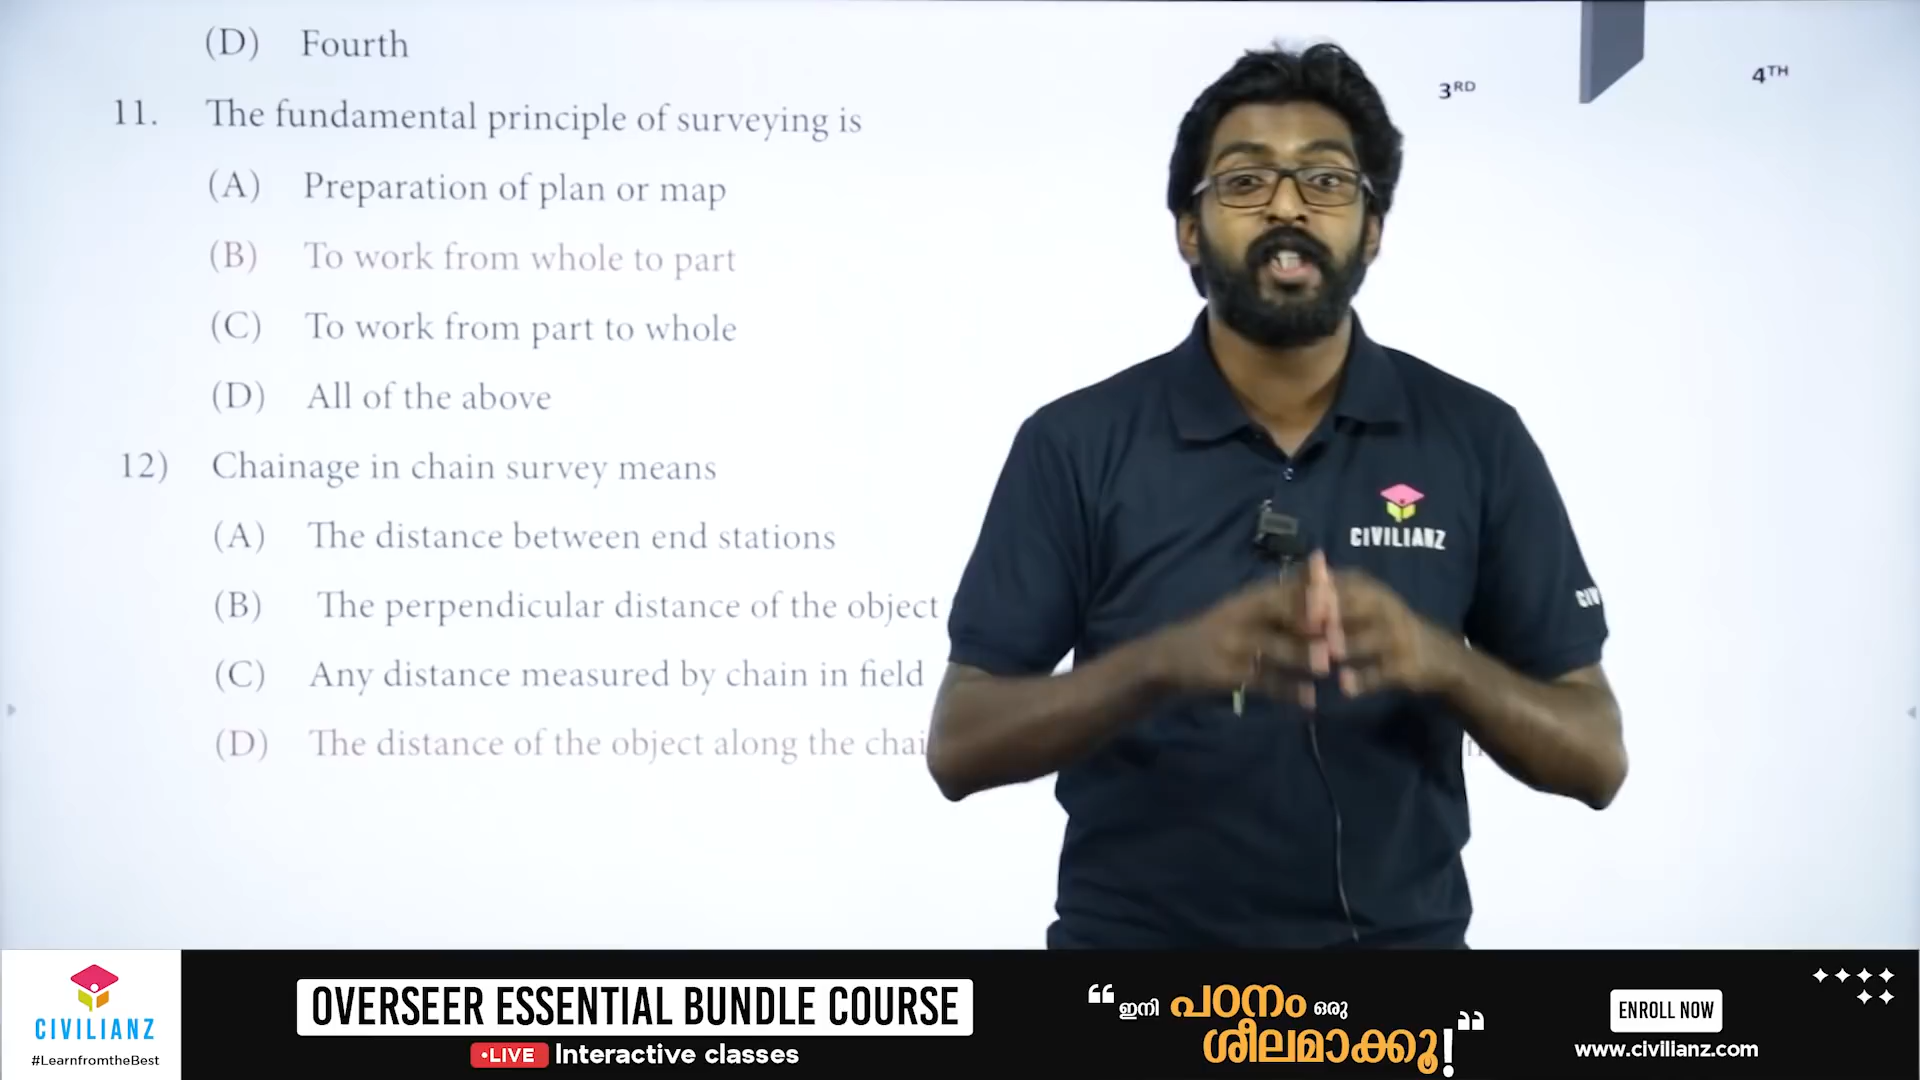 (D) Fourth
3RD
4TH
11. The fundamental principle of surveying is
(A) Preparation of plan or map
(B) To work from whole to part
(C) To work from part to whole
(D) All of the above
12) Chainage in chain survey means
(A) The distance between end stations
(B) The perpendicular distance of the object
(C) Any distance measured by chain in field
(D) The distance of the object along the chai
CIVILIANZ
CIV
CIVILIANZ
#LearnfromtheBest
OVERSEER ESSENTIAL BUNDLE COURSE
•LIVE Interactive classes
“ഇനി പഠനം ഒരു
ശീലമാക്കൂ!”
ENROLL NOW
www.civilianz.com